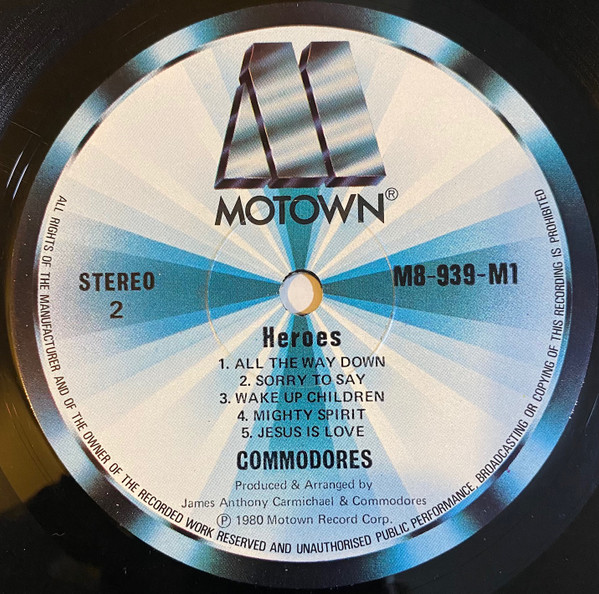 MOTOWN®
STEREO
2
M8-939-M1
Heroes
1. ALL THE WAY DOWN
2. SORRY TO SAY
3. WAKE UP CHILDREN
4. MIGHTY SPIRIT
5. JESUS IS LOVE
COMMODORES
Produced & Arranged by
James Anthony Carmichael & Commodores
℗ 1980 Motown Record Corp.
ALL RIGHTS OF THE MANUFACTURER AND OF THE OWNER OF THE RECORDED WORK RESERVED AND UNAUTHORISED PUBLIC PERFORMANCE, BROADCASTING OR COPYING OF THIS RECORDING IS PROHIBITED